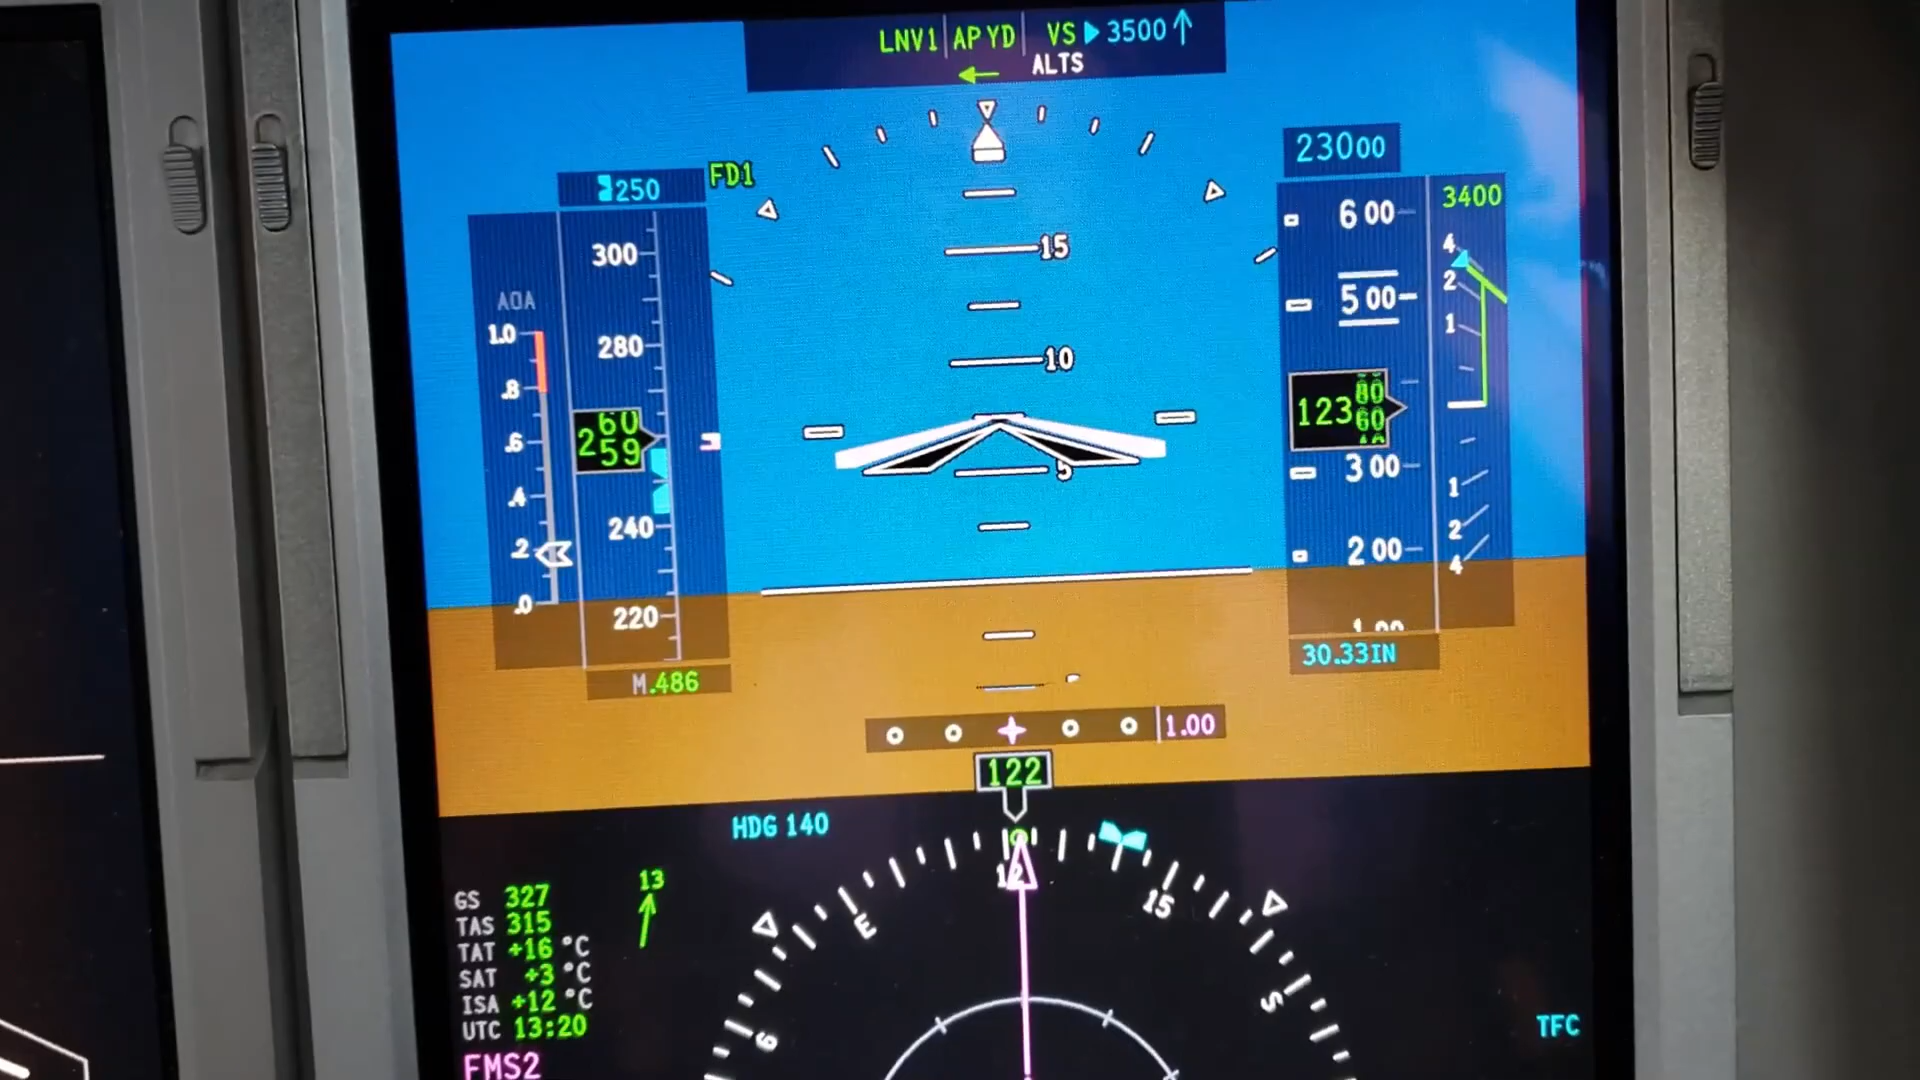 LNV1 AP YD VS 3500
ALTS
FD1
250
23000
3400
300
280
240
220
60
259
AOA
1.0
.8
.6
.4
.2
.0
M.486
15
10
5
6 00
5 00
3 00
2 00
123 80
60
4
2
1
1
2
4
30.33IN
1.00
122
HDG 140
13
GS 327
TAS 315
TAT +16 °C
SAT +3 °C
ISA +12 °C
UTC 13:20
FMS2
12
15
E
S
6
TFC